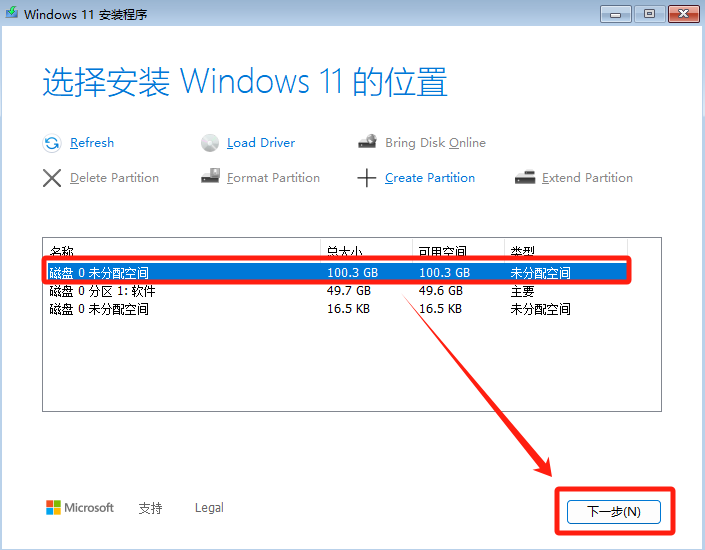 Windows 11 安装程序
选择安装 Windows 11 的位置
Refresh Load Driver Bring Disk Online
Delete Partition Format Partition Create Partition Extend Partition
名称 总大小 可用空间 类型
磁盘 0 未分配空间 100.3 GB 100.3 GB 未分配空间
磁盘 0 分区 1: 软件 49.7 GB 49.6 GB 主要
磁盘 0 未分配空间 16.5 KB 16.5 KB 未分配空间
Microsoft 支持 Legal
下一步(N)